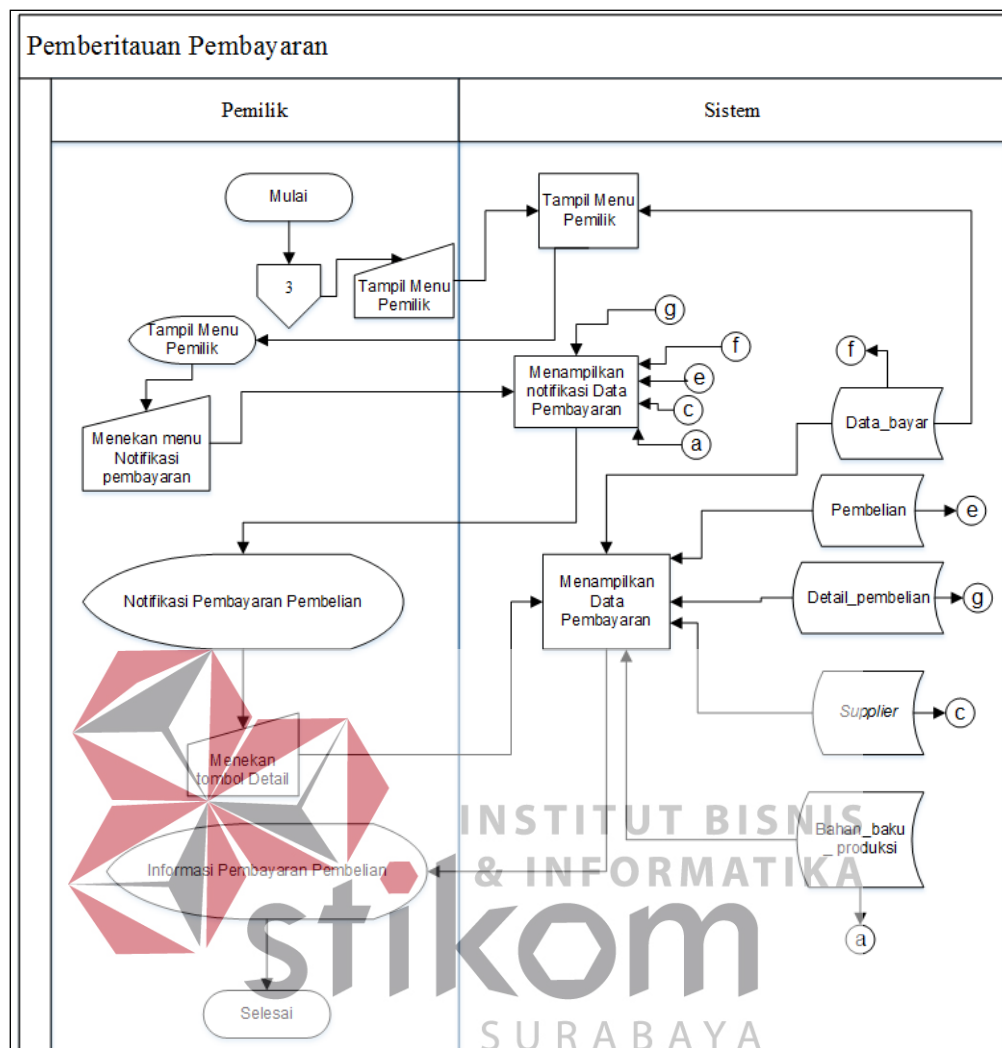 Pemberitauan Pembayaran
Pemilik
Sistem
Mulai
Tampil Menu
Pemilik
3
Tampil Menu
Pemilik
g
Tampil Menu
Pemilik
f
f
Menampilkan
notifikasi Data
Pembayaran
e
c
a
Data_bayar
Menekan menu
Notifikasi
pembayaran
Pembelian
e
Notifikasi Pembayaran Pembelian
Menampilkan
Data
Pembayaran
Detail_pembelian
g
Supplier
c
Menekan
tombol Detail
INSTITUT BISNIS
& INFORMATIKA
Bahan_baku
_ produksi
Informasi Pembayaran Pembelian
stikom
a
Selesai
SURABAYA